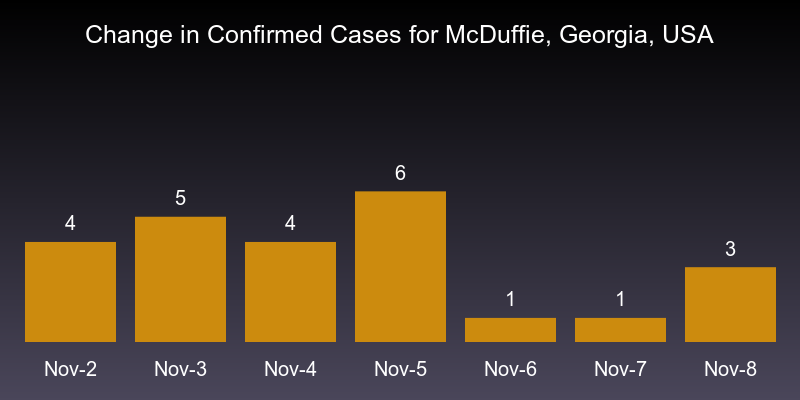 Change in Confirmed Cases for McDuffie, Georgia, USA
4
5
4
6
1
1
3
Nov-2
Nov-3
Nov-4
Nov-5
Nov-6
Nov-7
Nov-8